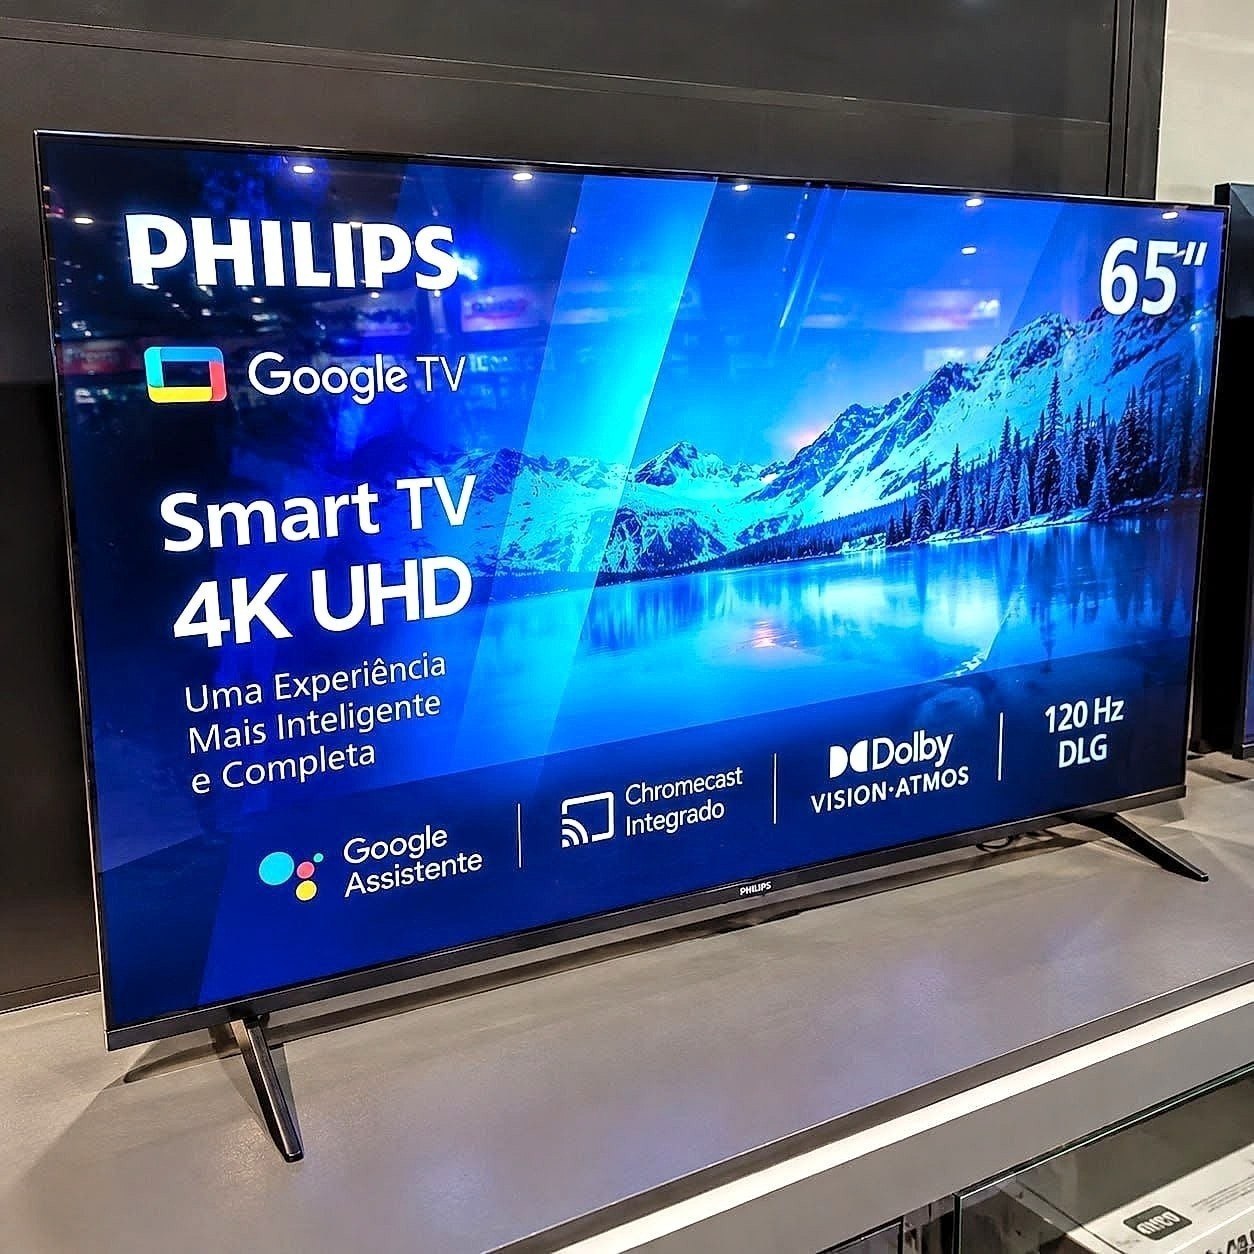 PHILIPS
65"
Google TV
Smart TV
4K UHD
Uma Experiência
Mais Inteligente
e Completa
Google
Assistente
Chromecast
Integrado
Dolby
VISION·ATMOS
120 Hz
DLG
PHILIPS